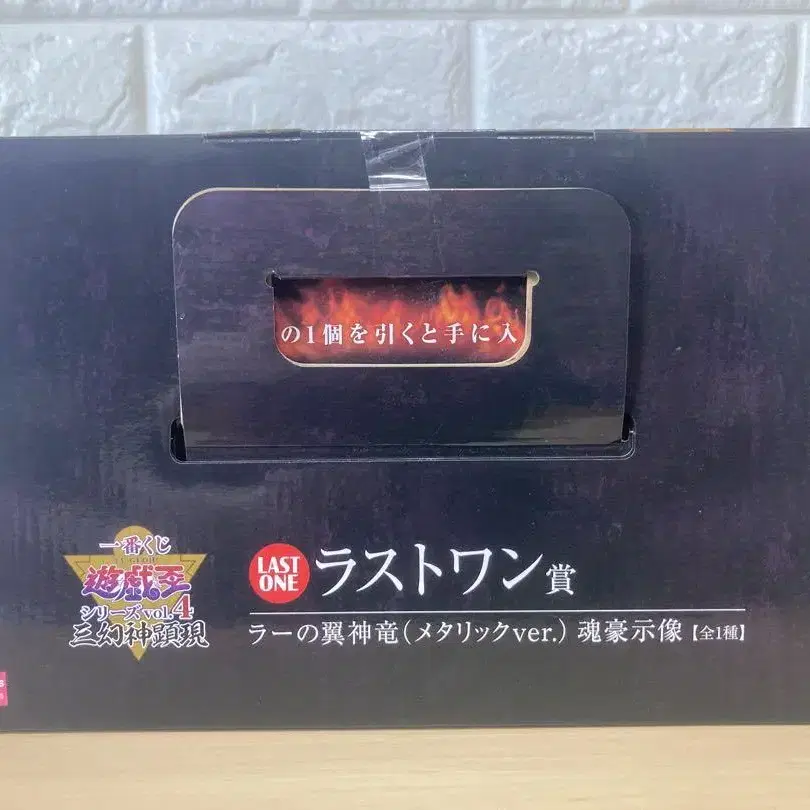 の1個を引くと手に入
一番くじ
遊戯王
シリーズvol.4
三幻神顕現
LAST
ONE
ラストワン賞
ラーの翼神竜(メタリックver.) 魂豪示像【全1種】